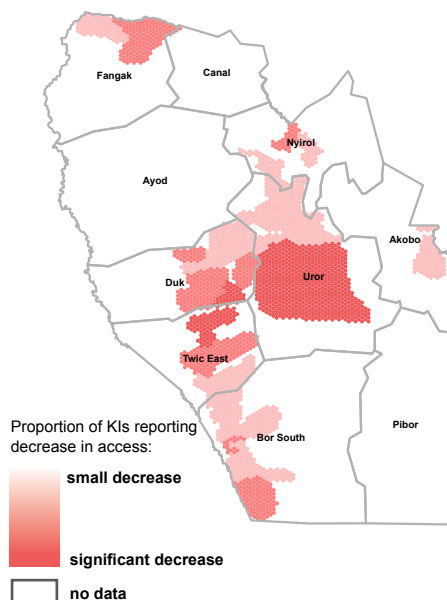 Fangak
Canal
Nyirol
Ayod
Akobo
Duk
Uror
Twic East
Bor South
Pibor
Proportion of KIs reporting
decrease in access:
small decrease
significant decrease
no data